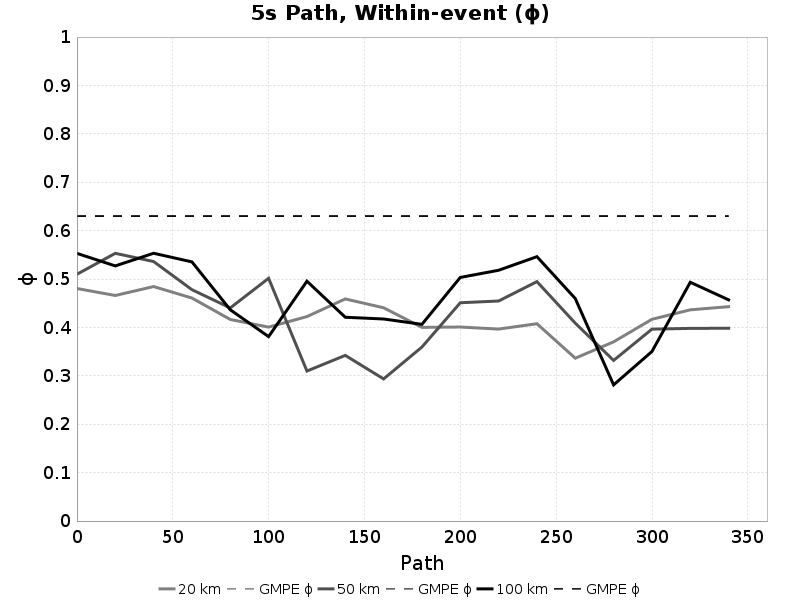 5s Path, Within-event (ϕ)
1
0.9
0.8
0.7
0.6
0.5
0.4
0.3
0.2
0.1
0
ϕ
0 50 100 150 200 250 300 350
Path
20 km GMPE ϕ 50 km GMPE ϕ 100 km GMPE ϕ